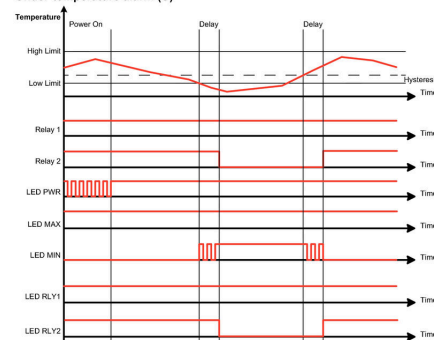 Temperature
Power On
Delay
Delay
High Limit
Low Limit
Hysteres
Time
Relay 1
Time
Relay 2
Time
LED PWR
Time
LED MAX
Time
LED MIN
Time
LED RLY1
Time
LED RLY2
Time